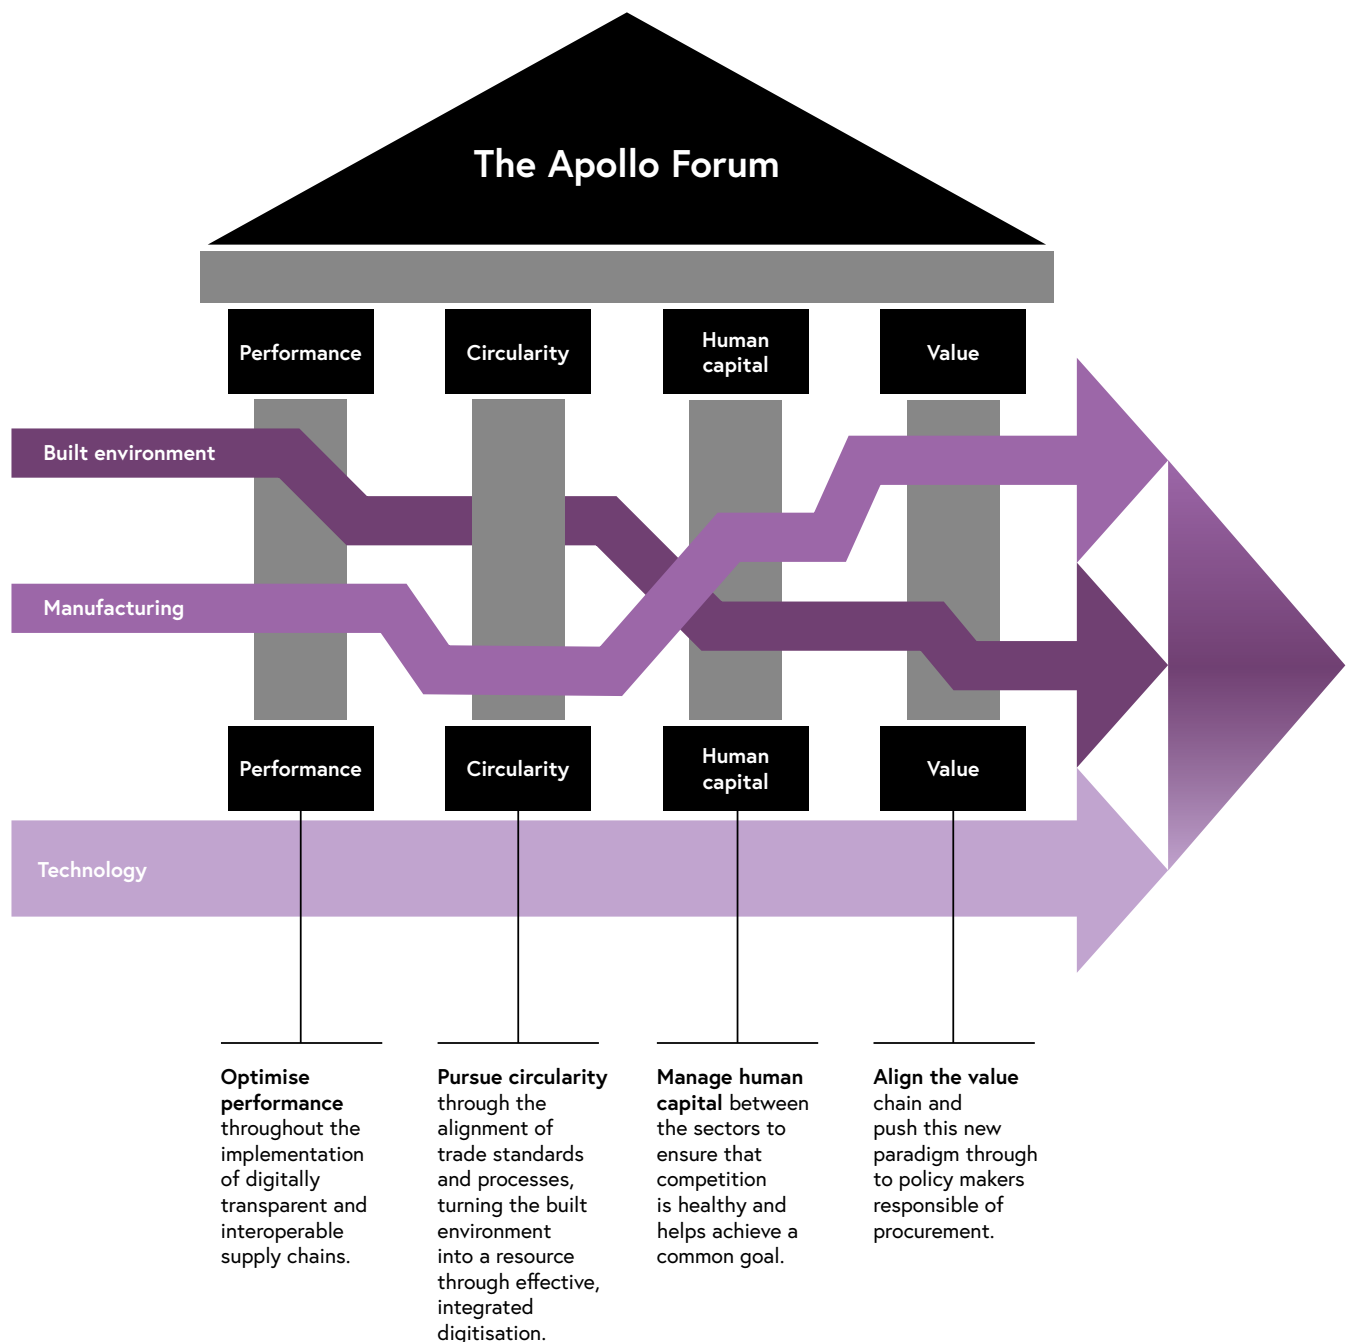 The Apollo Forum
Performance
Circularity
Human
capital
Value
Built environment
Manufacturing
Performance
Circularity
Human
capital
Value
Technology
Optimise
performance
throughout the
implementation
of digitally
transparent and
interoperable
supply chains.
Pursue circularity
through the
alignment of
trade standards
and processes,
turning the built
environment
into a resource
through effective,
integrated
digitisation.
Manage human
capital between
the sectors to
ensure that
competition
is healthy and
helps achieve a
common goal.
Align the value
chain and
push this new
paradigm through
to policy makers
responsible of
procurement.